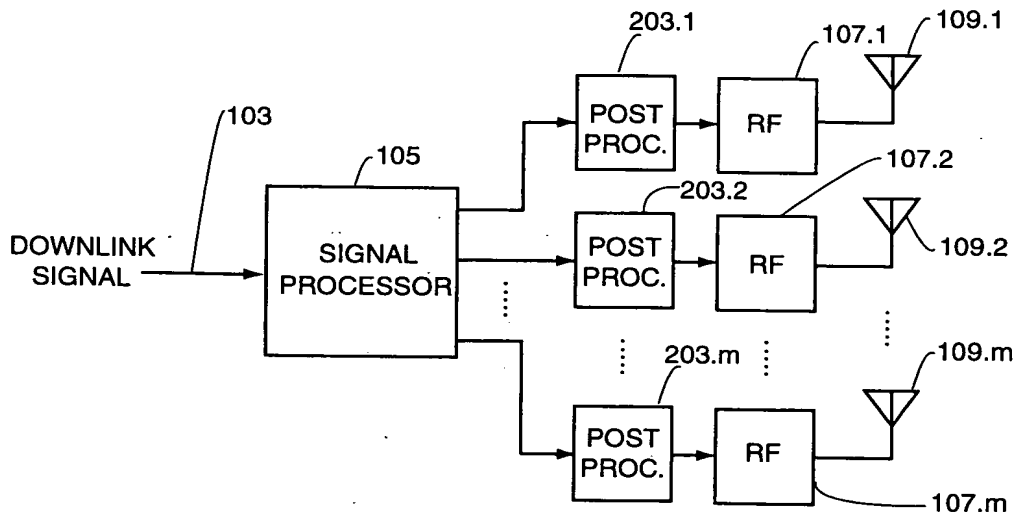 203.1
107.1
109.1
103
POST
PROC.
RF
105
107.2
203.2
DOWNLINK
SIGNAL
SIGNAL
PROCESSOR
POST
PROC.
RF
109.2
203.m
109.m
POST
PROC.
RF
107.m